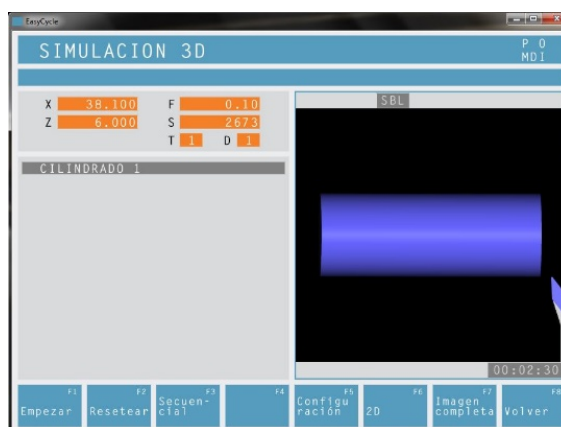 EasyCycle
SIMULACION 3D
P 0
MDI
X 38.100 F 0.10
Z 6.000 S 2673
T 1 D 1
SBL
CILINDRADO 1
00:02:30
F1 F2 F3 F4 F5 F6 F7 F8
Empezar Resetear Secuen-
cial Configu
ración 2D Imagen
completa Volver